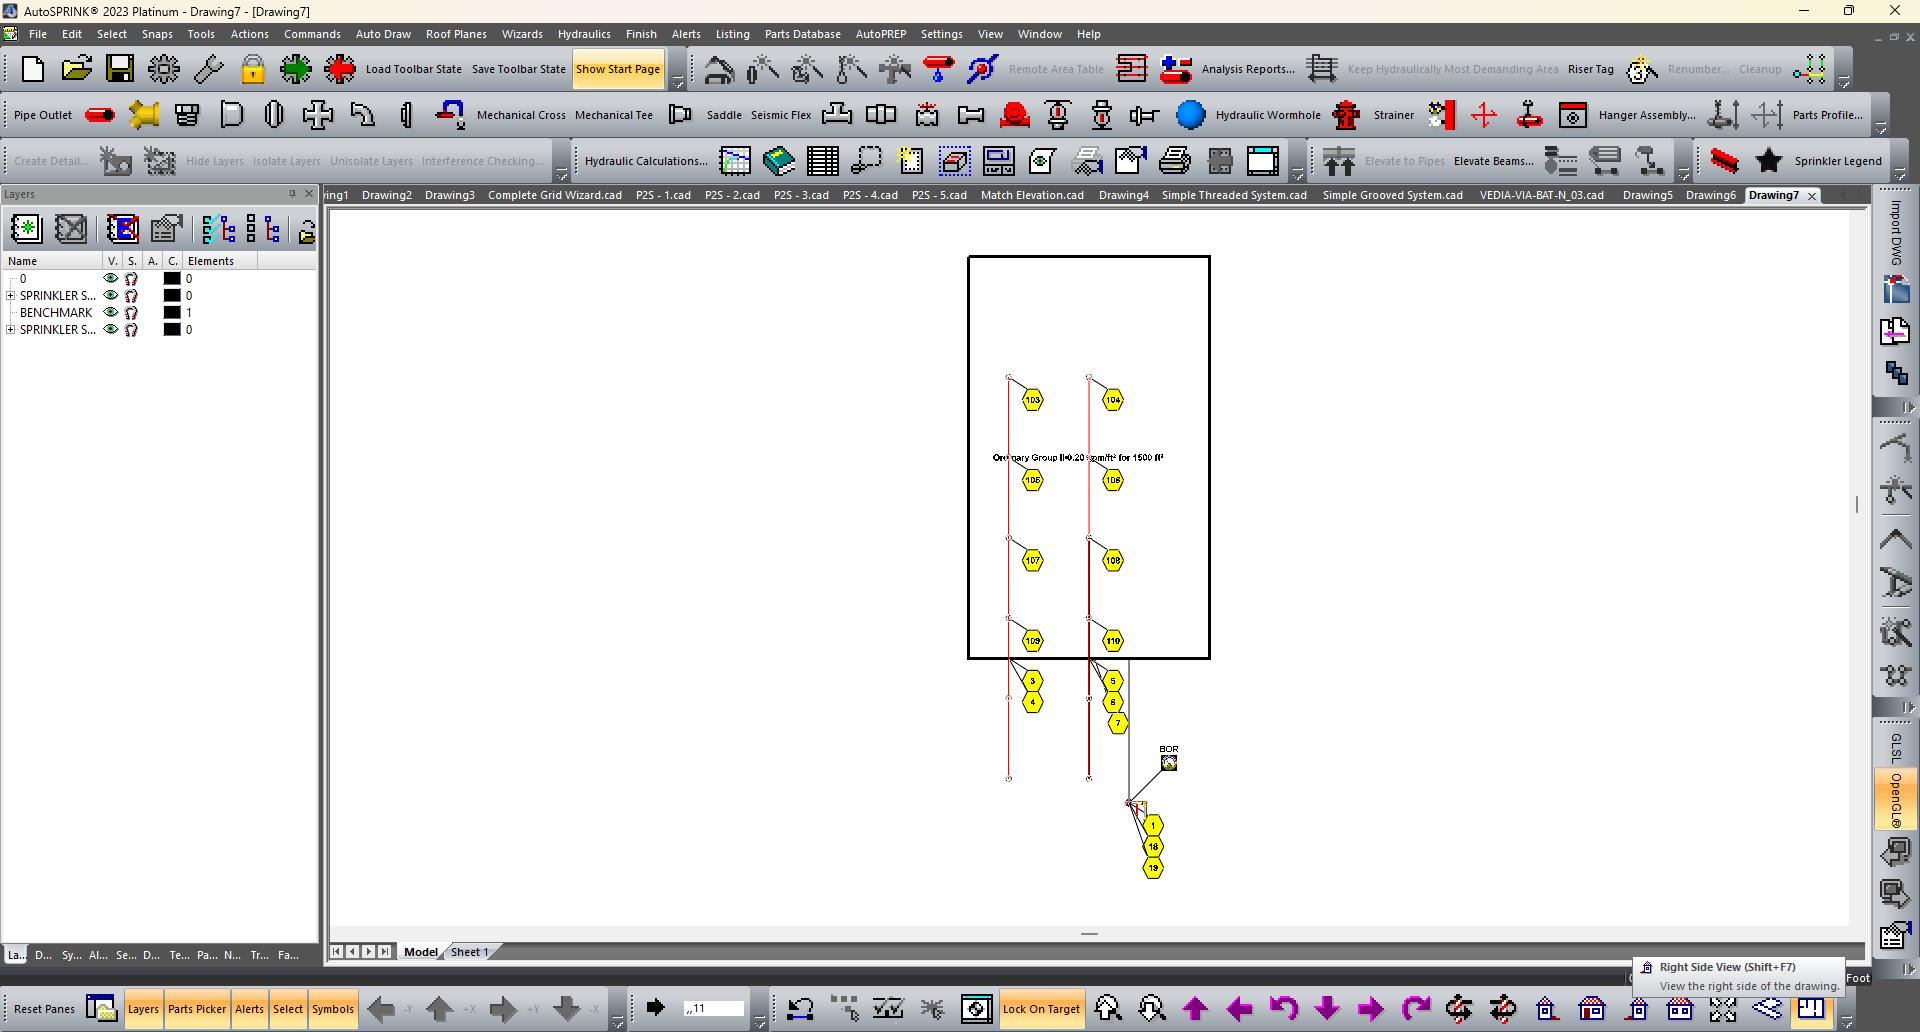 AutoSPRINK® 2023 Platinum - Drawing7 - [Drawing7]
File Edit Select Snaps Tools Actions Commands Auto Draw Roof Planes Wizards Hydraulics Finish Alerts Listing Parts Database AutoPREP Settings View Window Help
Load Toolbar State Save Toolbar State Show Start Page Remote Area Table Analysis Reports... Keep Hydraulically Most Demanding Area Riser Tag Renumber... Cleanup
Pipe Outlet Mechanical Cross Mechanical Tee Saddle Seismic Flex Hydraulic Wormhole Strainer Hanger Assembly... Parts Profile...
Create Detail... Hide Layers Isolate Layers Unisolate Layers Interference Checking... Hydraulic Calculations... Elevate to Pipes Elevate Beams... Sprinkler Legend
Layers
ving1 Drawing2 Drawing3 Complete Grid Wizard.cad P2S - 1.cad P2S - 2.cad P2S - 3.cad P2S - 4.cad P2S - 5.cad Match Elevation.cad Drawing4 Simple Threaded System.cad Simple Grooved System.cad VEDIA-VIA-BAT-N_03.cad Drawing5 Drawing6 Drawing7
Name V. S. A. C. Elements
0 0
SPRINKLER S... 0
BENCHMARK 1
SPRINKLER S... 0
103 104
Ordinary Group II=0.20 gpm/ft² for 1500 ft²
105 106
107 108
109 110
3 5
4 6
7
BOR
1
18
19
Import DWG
GLSL
OpenGL®
La... D... Sy... Al... Se... D... Te... Pa... N... Tr... Fa...
Model Sheet 1
Right Side View (Shift+F7)
View the right side of the drawing.
Foot
Reset Panes Layers Parts Picker Alerts Select Symbols -Y +X +Y -X ,,11 Lock On Target